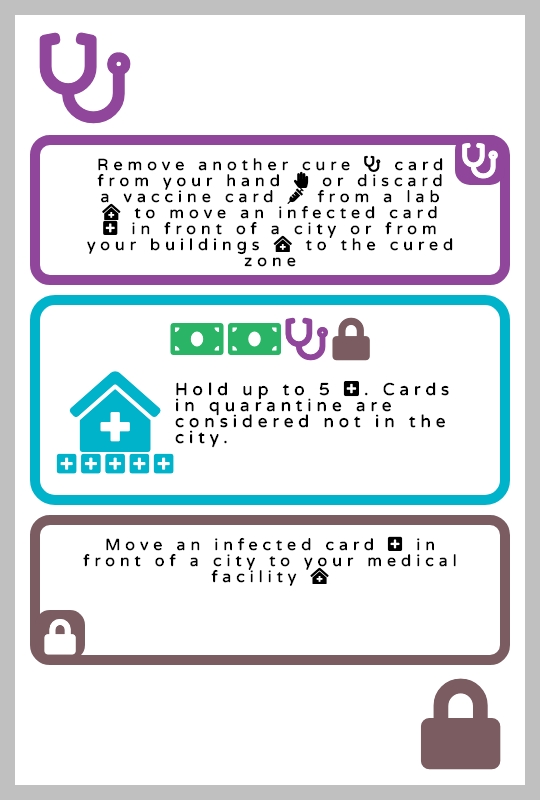 Remove another cure card
from your hand or discard
a vaccine card from a lab
to move an infected card
in front of a city or from
your buildings to the cured
zone
Hold up to 5 . Cards
in quarantine are
considered not in the
city.
Move an infected card in
front of a city to your medical
facility